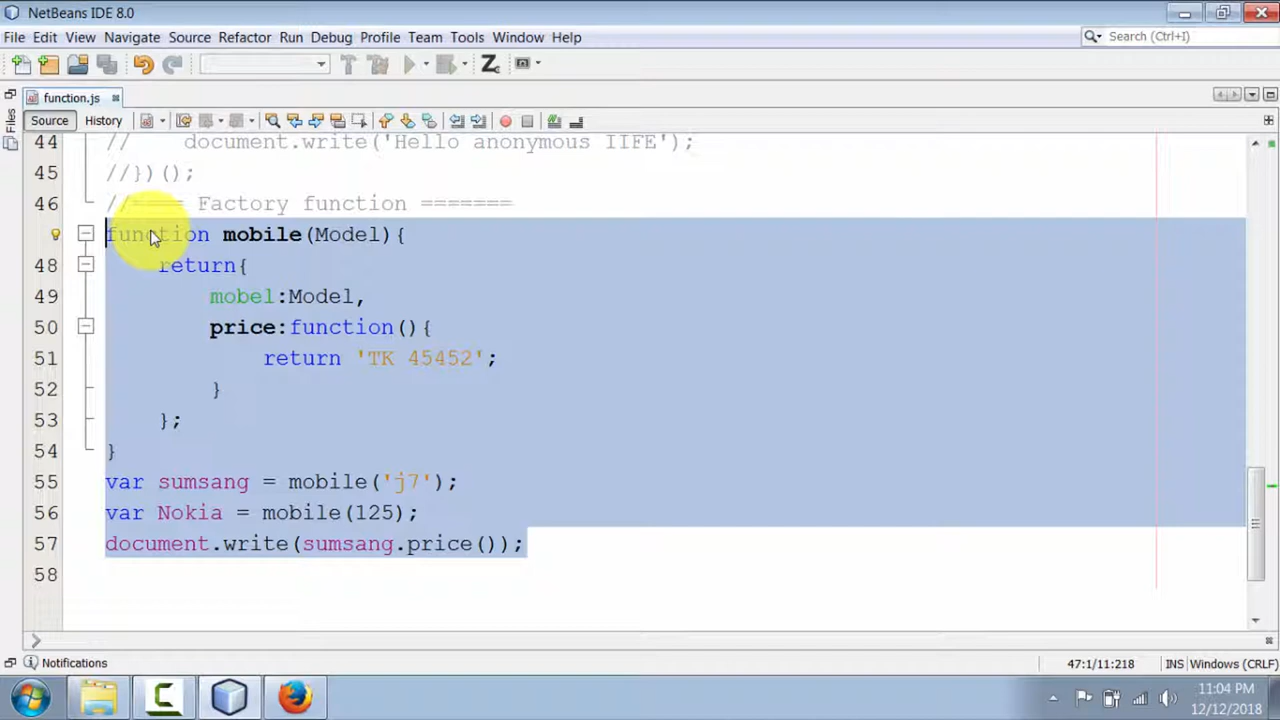 NetBeans IDE 8.0
File Edit View Navigate Source Refactor Run Debug Profile Team Tools Window Help
Search (Ctrl+I)
function.js
Files
Source History
44 //    document.write('Hello anonymous IIFE');
45 //})();
46 //==== Factory function =======
function mobile(Model){
48 return{
49 mobel:Model,
50 price:function(){
51 return 'TK 45452';
52 }
53 };
54 }
55 var sumsang = mobile('j7');
56 var Nokia = mobile(125);
57 document.write(sumsang.price());
58
Notifications
47:1/11:218 INS Windows (CRLF)
11:04 PM
12/12/2018